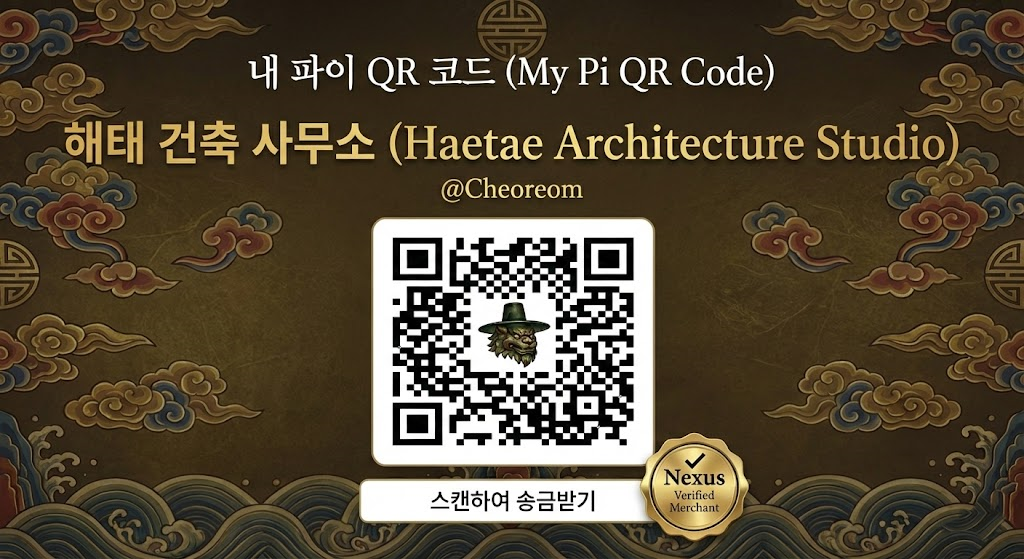 내 파이 QR 코드 (My Pi QR Code)
해태 건축 사무소 (Haetae Architecture Studio)
@Cheoreom
스캔하여 송금받기
Nexus
Verified
Merchant